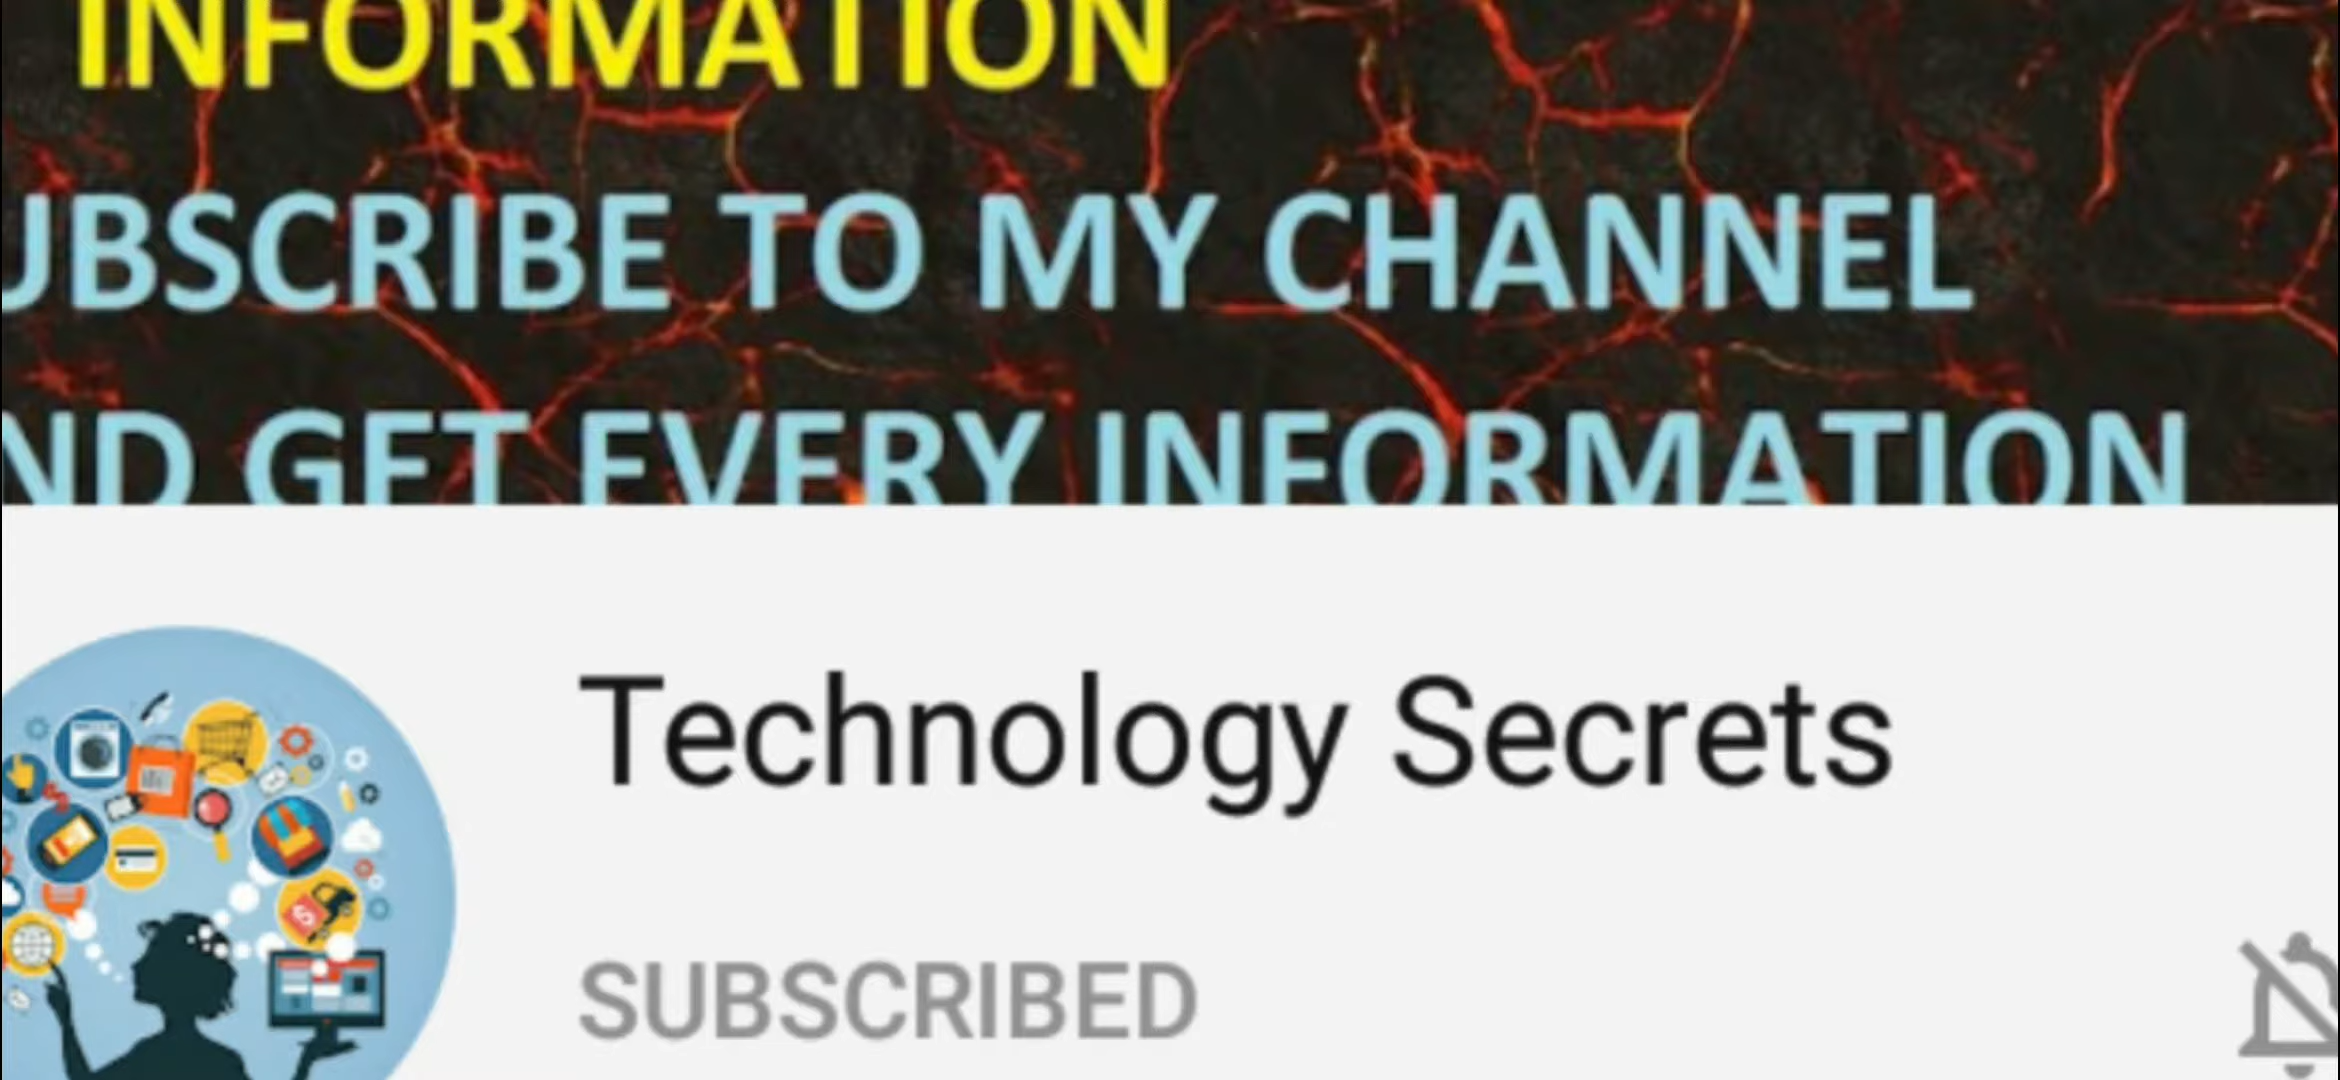 INFORMATION
UBSCRIBE TO MY CHANNEL
ND GET EVERY INFORMATION
Technology Secrets
SUBSCRIBED